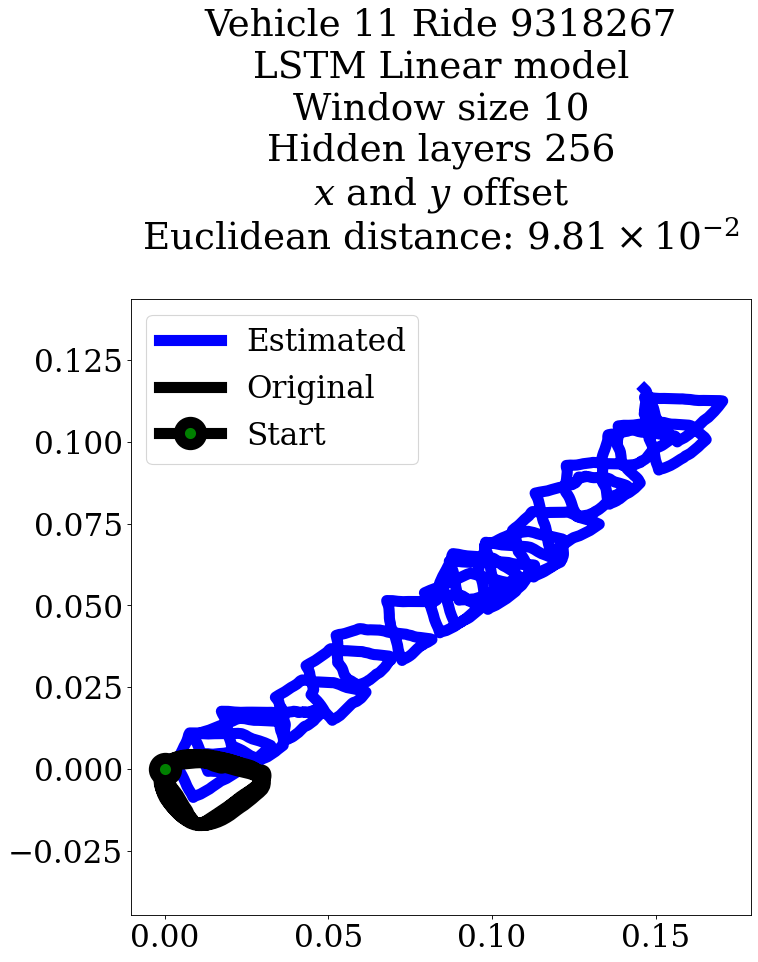 Vehicle 11 Ride 9318267
LSTM Linear model
Window size 10
Hidden layers 256
x and y offset
Euclidean distance: 9.81 × 10⁻²
Estimated
Original
Start
0.125
0.100
0.075
0.050
0.025
0.000
−0.025
0.00 0.05 0.10 0.15